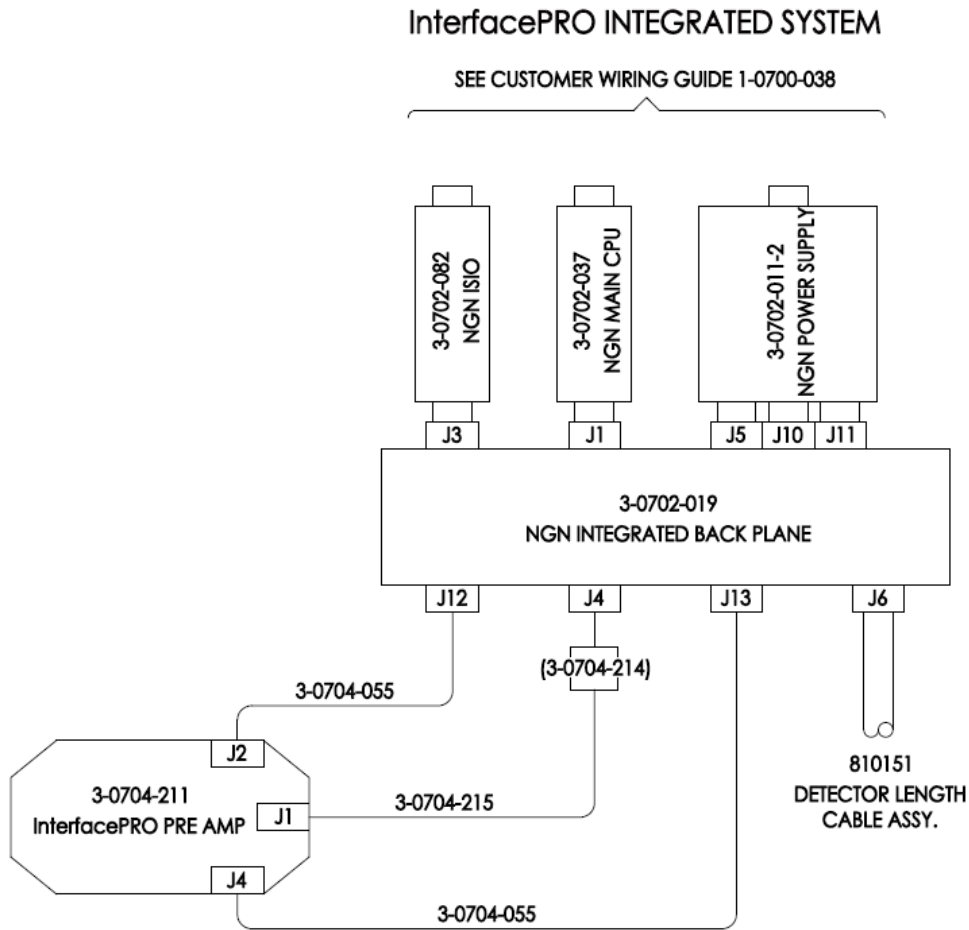 InterfacePRO INTEGRATED SYSTEM
SEE CUSTOMER WIRING GUIDE 1-0700-038
3-0702-082
NGN ISIO
3-0702-037
NGN MAIN CPU
3-0702-011-2
NGN POWER SUPPLY
J3
J1
J5
J10
J11
3-0702-019
NGN INTEGRATED BACK PLANE
J12
J4
J13
J6
(3-0704-214)
3-0704-055
J2
3-0704-211
InterfacePRO PRE AMP
J1
3-0704-215
J4
3-0704-055
810151
DETECTOR LENGTH
CABLE ASSY.